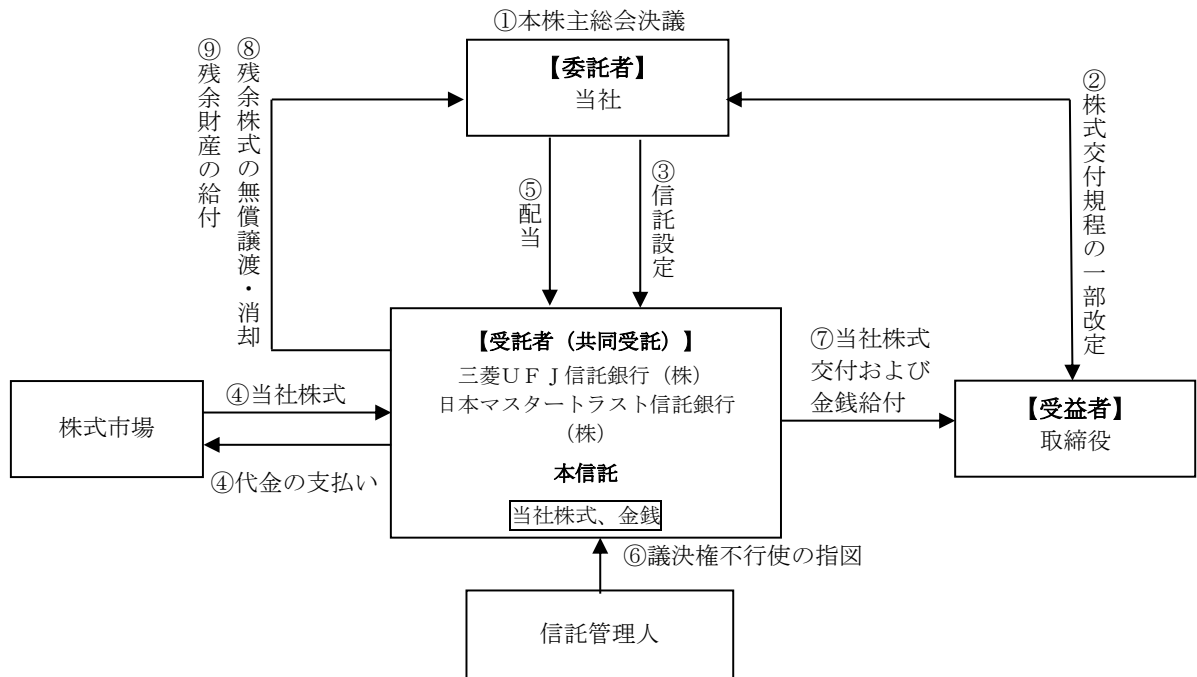 ①本株主総会決議
【委託者】
当社
⑨残余財産の給付
⑧残余株式の無償譲渡・消却
②株式交付規程の一部改定
⑤配当
③信託設定
【受託者（共同受託）】
三菱ＵＦＪ信託銀行（株）
日本マスタートラスト信託銀行
（株）
本信託
当社株式、金銭
⑦当社株式
交付および
金銭給付
【受益者】
取締役
株式市場
④当社株式
④代金の支払い
⑥議決権不行使の指図
信託管理人